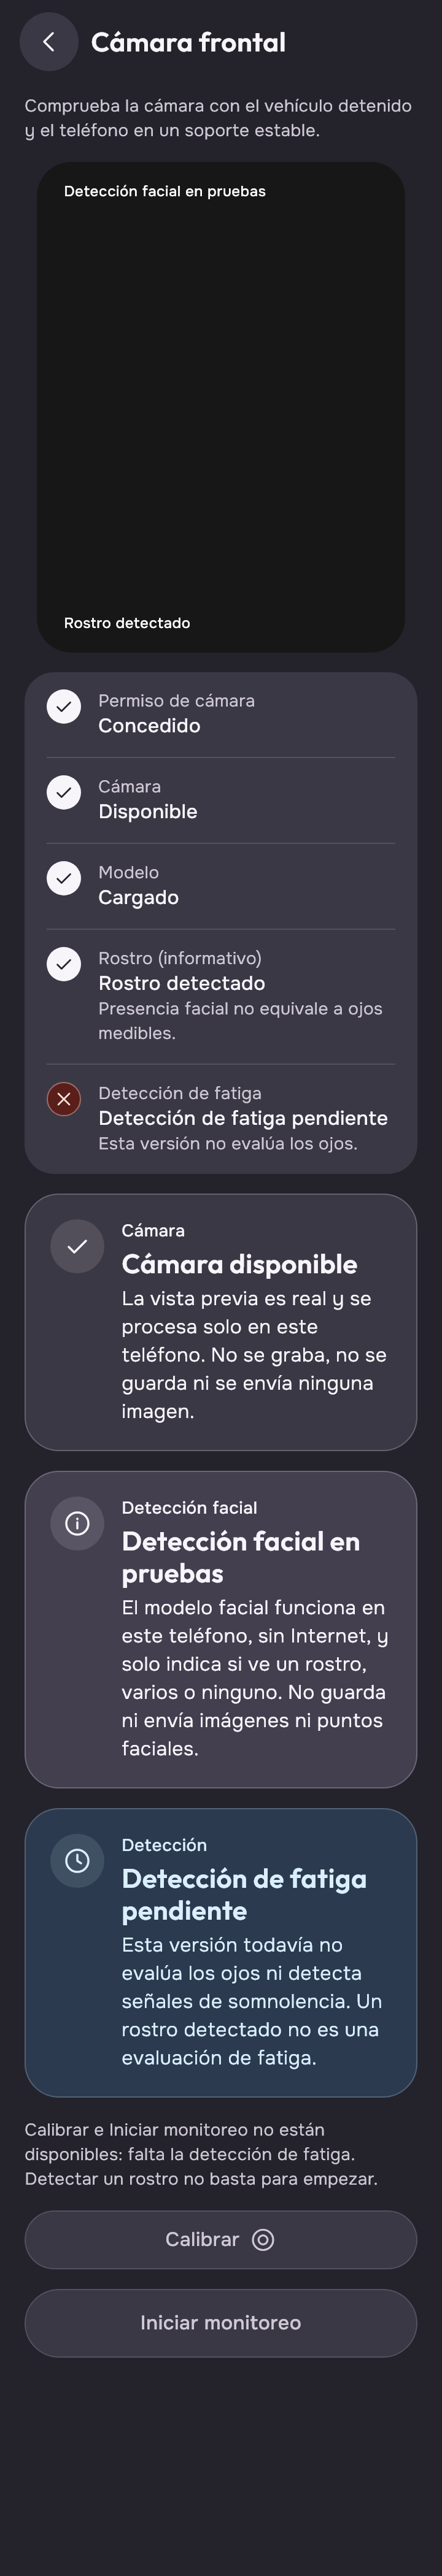 Cámara frontal
Comprueba la cámara con el vehículo detenido
y el teléfono en un soporte estable.
Detección facial en pruebas
Rostro detectado
Permiso de cámara
Concedido
Cámara
Disponible
Modelo
Cargado
Rostro (informativo)
Rostro detectado
Presencia facial no equivale a ojos
medibles.
Detección de fatiga
Detección de fatiga pendiente
Esta versión no evalúa los ojos.
Cámara
Cámara disponible
La vista previa es real y se
procesa solo en este
teléfono. No se graba, no se
guarda ni se envía ninguna
imagen.
Detección facial
Detección facial en
pruebas
El modelo facial funciona en
este teléfono, sin Internet, y
solo indica si ve un rostro,
varios o ninguno. No guarda
ni envía imágenes ni puntos
faciales.
Detección
Detección de fatiga
pendiente
Esta versión todavía no
evalúa los ojos ni detecta
señales de somnolencia. Un
rostro detectado no es una
evaluación de fatiga.
Calibrar e Iniciar monitoreo no están
disponibles: falta la detección de fatiga.
Detectar un rostro no basta para empezar.
Calibrar
Iniciar monitoreo